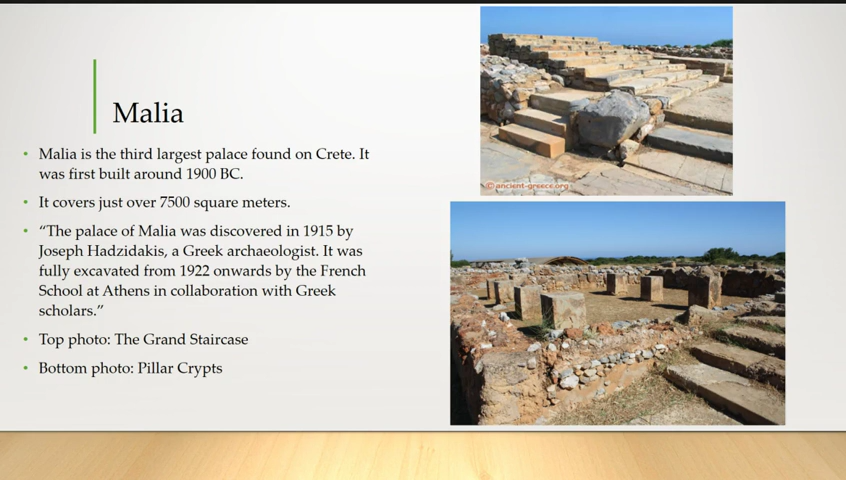 Malia
• Malia is the third largest palace found on Crete. It
was first built around 1900 BC.
• It covers just over 7500 square meters.
• “The palace of Malia was discovered in 1915 by
Joseph Hadzidakis, a Greek archaeologist. It was
fully excavated from 1922 onwards by the French
School at Athens in collaboration with Greek
scholars.”
• Top photo: The Grand Staircase
• Bottom photo: Pillar Crypts
©ancient-greece.org